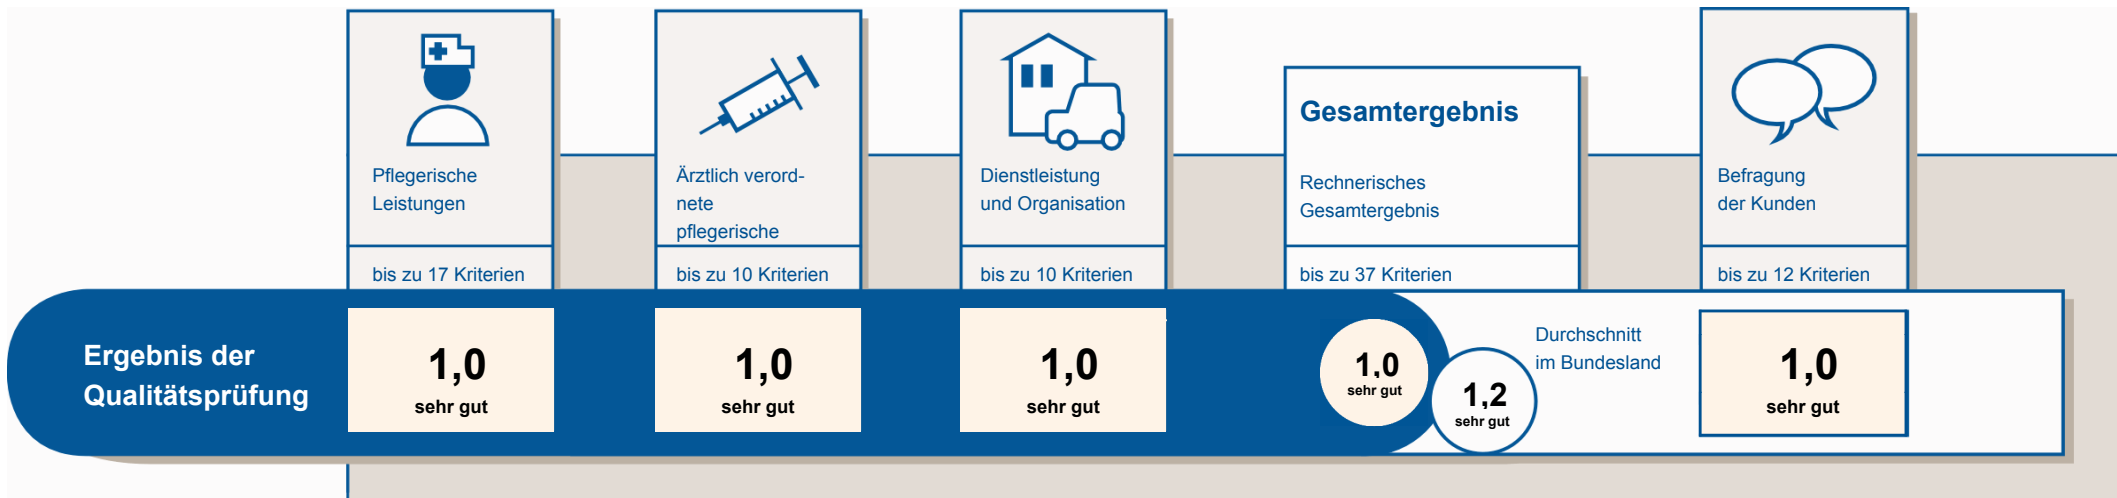 Pflegerische
Leistungen
bis zu 17 Kriterien
Ärztlich verord-
nete
pflegerische
bis zu 10 Kriterien
Dienstleistung
und Organisation
bis zu 10 Kriterien
Gesamtergebnis
Rechnerisches
Gesamtergebnis
bis zu 37 Kriterien
Befragung
der Kunden
bis zu 12 Kriterien
Ergebnis der
Qualitätsprüfung
1,0
sehr gut
1,0
sehr gut
1,0
sehr gut
1,0
sehr gut
1,2
sehr gut
Durchschnitt
im Bundesland
1,0
sehr gut